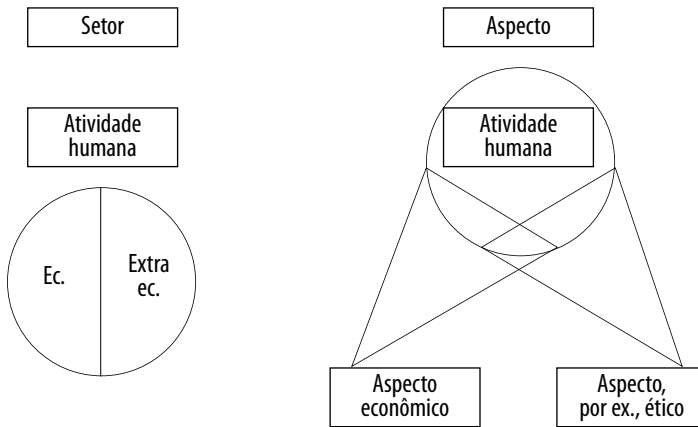 Setor
Aspecto
Atividade
humana
Atividade
humana
Ec.
Extra
ec.
Aspecto
econômico
Aspecto,
por ex., ético